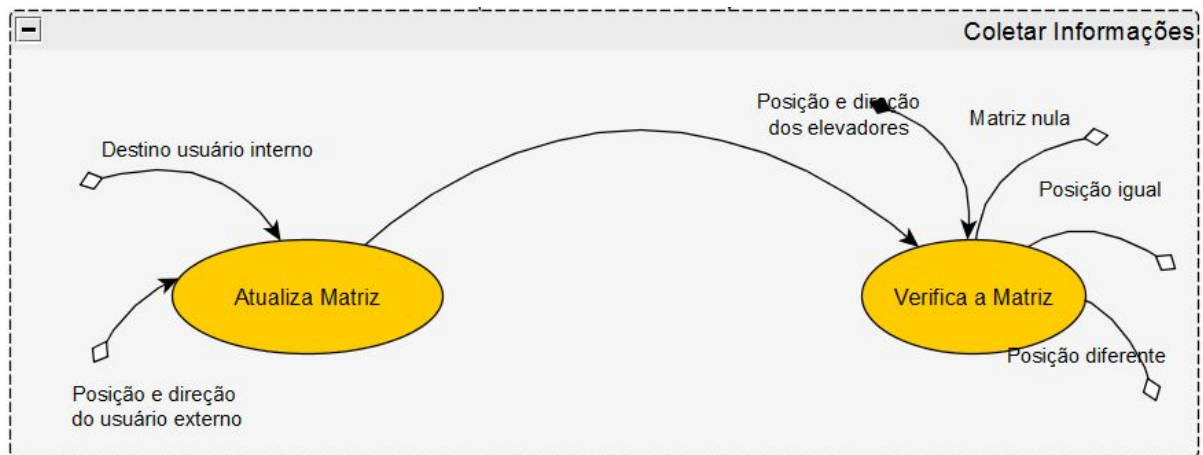 Coletar Informações
Posição e direção
dos elevadores
Matriz nula
Destino usuário interno
Posição igual
Atualiza Matriz
Verifica a Matriz
Posição diferente
Posição e direção
do usuário externo